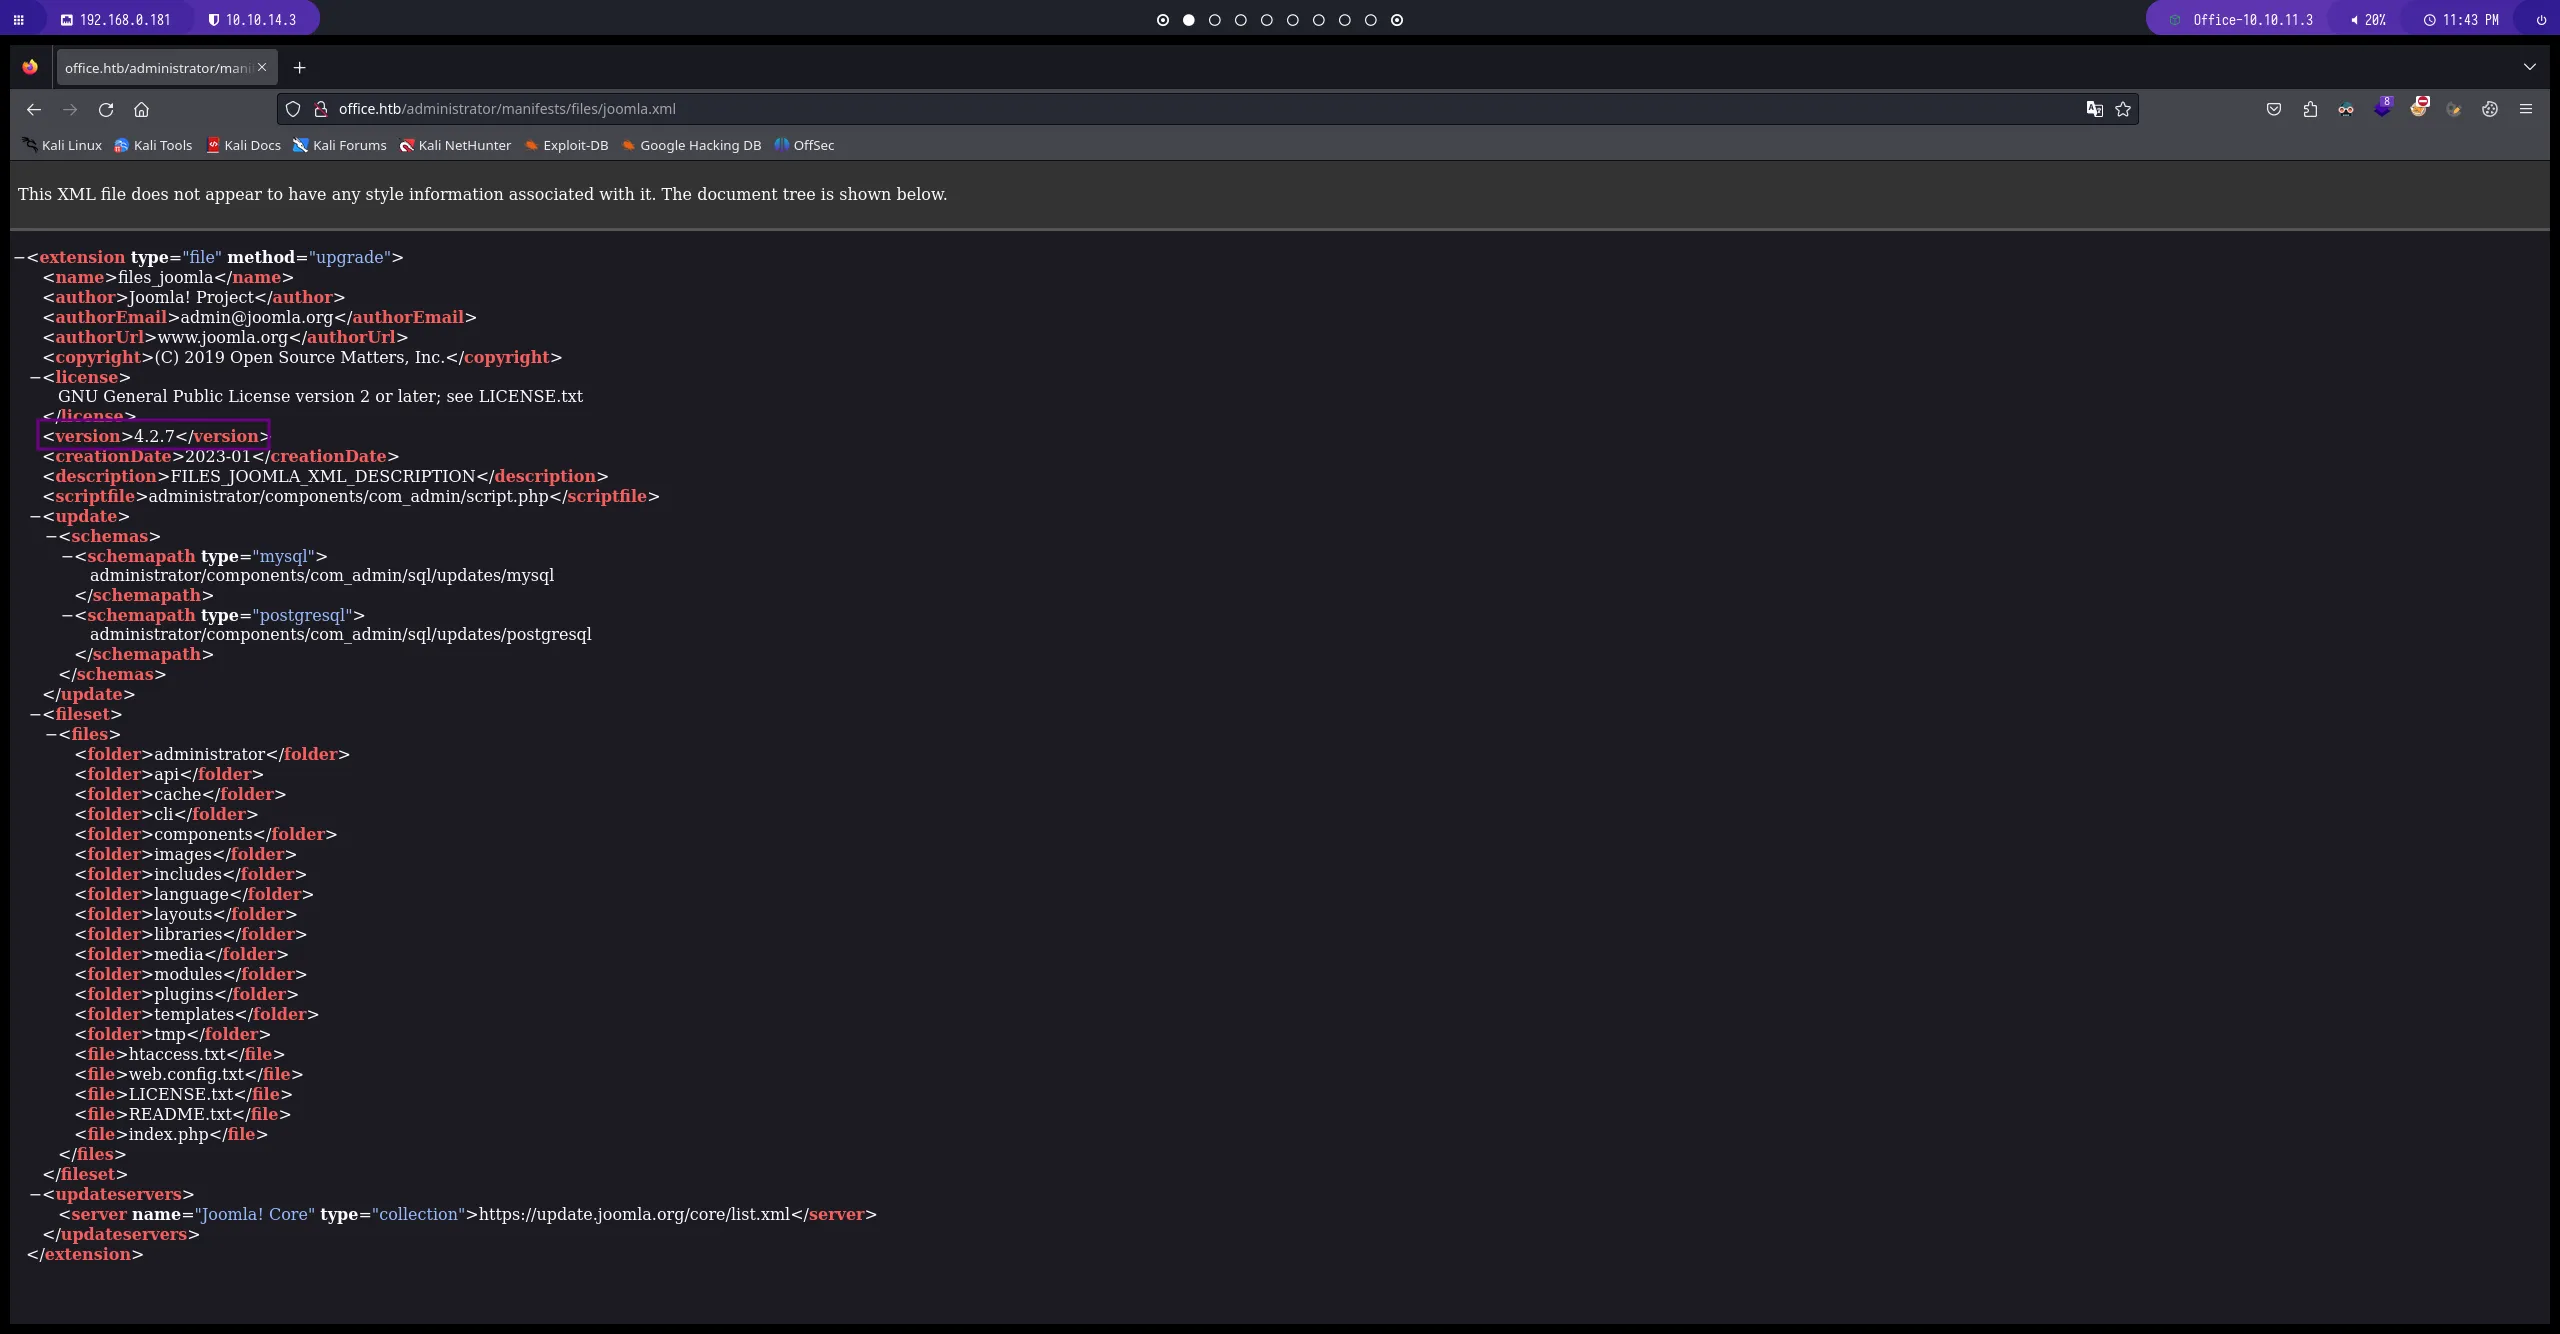 192.168.0.181 10.10.14.3 Office-10.10.11.3 20% 11:43 PM
office.htb/administrator/mani
office.htb/administrator/manifests/files/joomla.xml 8
Kali Linux Kali Tools Kali Docs Kali Forums Kali NetHunter Exploit-DB Google Hacking DB OffSec
This XML file does not appear to have any style information associated with it. The document tree is shown below.
−<extension type="file" method="upgrade">
<name>files_joomla</name>
<author>Joomla! Project</author>
<authorEmail>admin@joomla.org</authorEmail>
<authorUrl>www.joomla.org</authorUrl>
<copyright>(C) 2019 Open Source Matters, Inc.</copyright>
−<license>
GNU General Public License version 2 or later; see LICENSE.txt
</license>
<version>4.2.7</version>
<creationDate>2023-01</creationDate>
<description>FILES_JOOMLA_XML_DESCRIPTION</description>
<scriptfile>administrator/components/com_admin/script.php</scriptfile>
−<update>
−<schemas>
−<schemapath type="mysql">
administrator/components/com_admin/sql/updates/mysql
</schemapath>
−<schemapath type="postgresql">
administrator/components/com_admin/sql/updates/postgresql
</schemapath>
</schemas>
</update>
−<fileset>
−<files>
<folder>administrator</folder>
<folder>api</folder>
<folder>cache</folder>
<folder>cli</folder>
<folder>components</folder>
<folder>images</folder>
<folder>includes</folder>
<folder>language</folder>
<folder>layouts</folder>
<folder>libraries</folder>
<folder>media</folder>
<folder>modules</folder>
<folder>plugins</folder>
<folder>templates</folder>
<folder>tmp</folder>
<file>htaccess.txt</file>
<file>web.config.txt</file>
<file>LICENSE.txt</file>
<file>README.txt</file>
<file>index.php</file>
</files>
</fileset>
−<updateservers>
<server name="Joomla! Core" type="collection">https://update.joomla.org/core/list.xml</server>
</updateservers>
</extension>